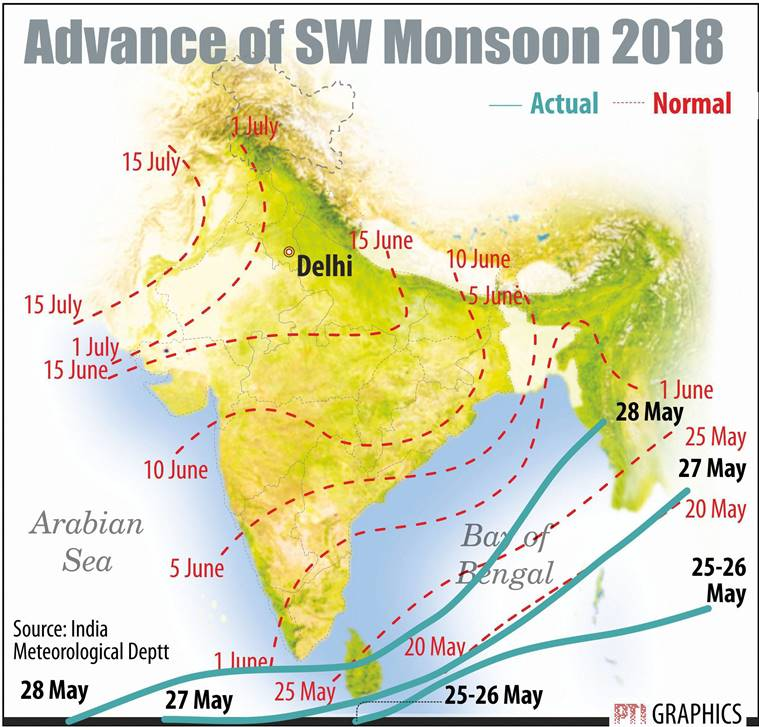 Advance of SW Monsoon 2018
Actual
Normal
1 July
15 July
15 June
10 June
Delhi
5 June
15 July
1 July
15 June
1 June
28 May
25 May
10 June
27 May
20 May
Arabian
Sea
Bay of
Bengal
5 June
25-26
May
Source: India
Meteorological Deptt
1 June
20 May
28 May
27 May
25 May
25-26 May
PTI GRAPHICS